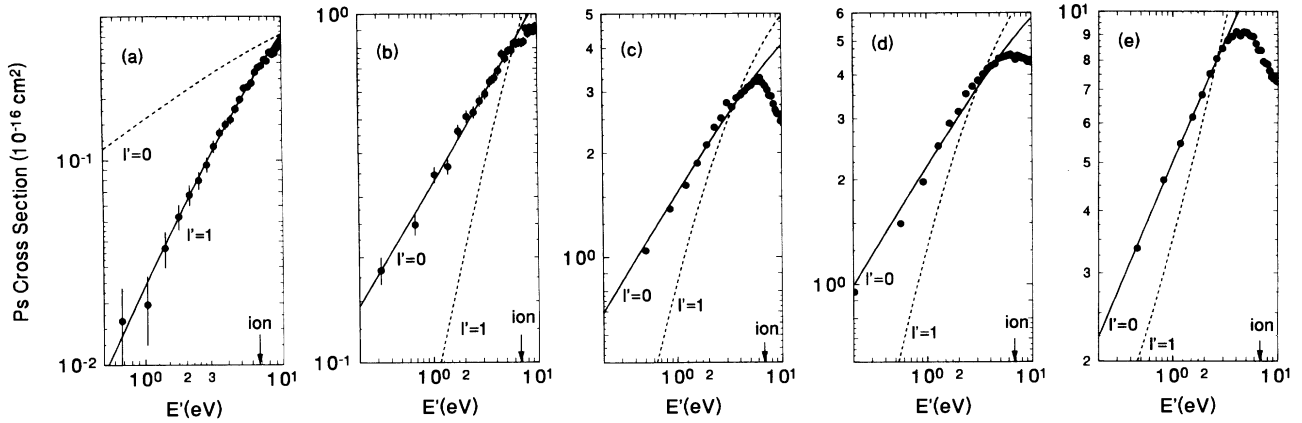 Ps Cross Section (10⁻¹⁶ cm²)
(a)
10⁻¹
10⁻²
l'=0
l'=1
ion
10⁰ 2 3 10¹
E'(eV)
(b)
10⁰
10⁻¹
l'=0
l'=1
ion
10⁰ 2 10¹
E'(eV)
(c)
5
4
3
2
10⁰
l'=0
l'=1
ion
10⁰ 2 10¹
E'(eV)
(d)
6
5
4
3
2
10⁰
l'=0
l'=1
ion
10⁰ 2 10¹
E'(eV)
(e)
10¹
9
8
7
6
5
4
3
2
l'=0
l'=1
ion
10⁰ 2 10¹
E'(eV)